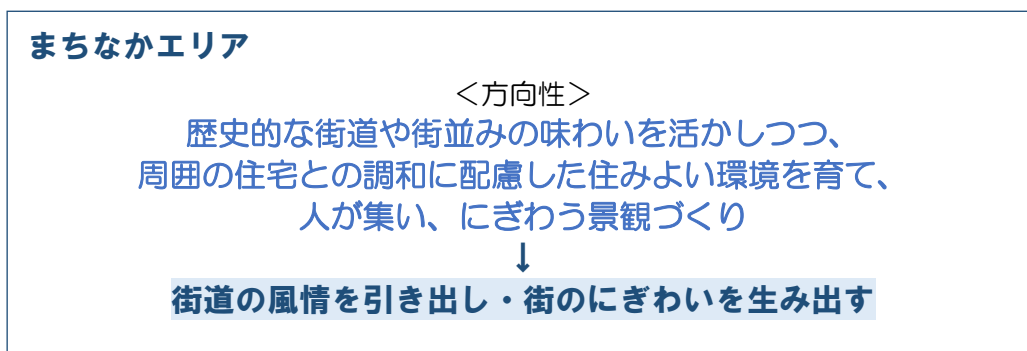 まちなかエリア
＜方向性＞
歴史的な街道や街並みの味わいを活かしつつ、
周囲の住宅との調和に配慮した住みよい環境を育て、
人が集い、にぎわう景観づくり
↓
街道の風情を引き出し・街のにぎわいを生み出す